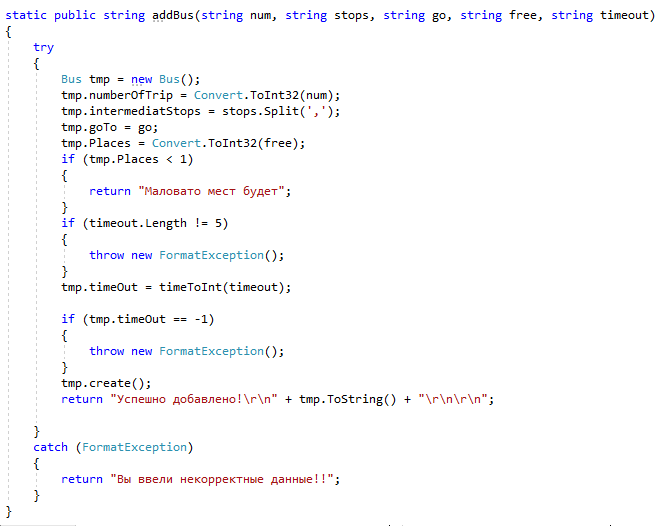 static public string addBus(string num, string stops, string go, string free, string timeout)
{
try
{
Bus tmp = new Bus();
tmp.numberOfTrip = Convert.ToInt32(num);
tmp.intermediatStops = stops.Split(',');
tmp.goTo = go;
tmp.Places = Convert.ToInt32(free);
if (tmp.Places < 1)
{
return "Маловато мест будет";
}
if (timeout.Length != 5)
{
throw new FormatException();
}
tmp.timeOut = timeToInt(timeout);
if (tmp.timeOut == -1)
{
throw new FormatException();
}
tmp.create();
return "Успешно добавлено!\r\n" + tmp.ToString() + "\r\n\r\n";
}
catch (FormatException)
{
return "Вы ввели некорректные данные!!";
}
}